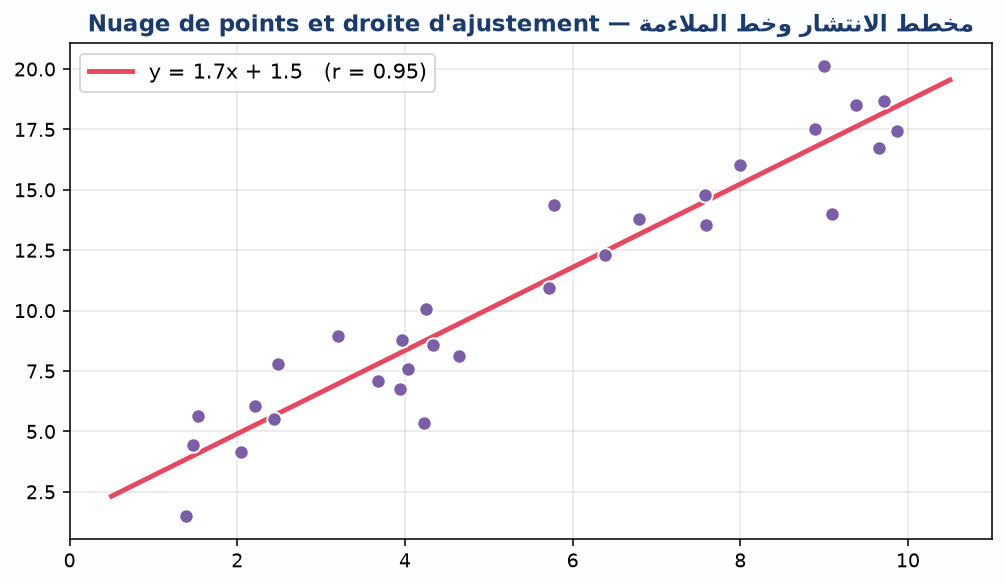 Nuage de points et droite d'ajustement — مخطط الانتشار وخط الملاءمة
y = 1.7x + 1.5 (r = 0.95)
20.0
17.5
15.0
12.5
10.0
7.5
5.0
2.5
0 2 4 6 8 10